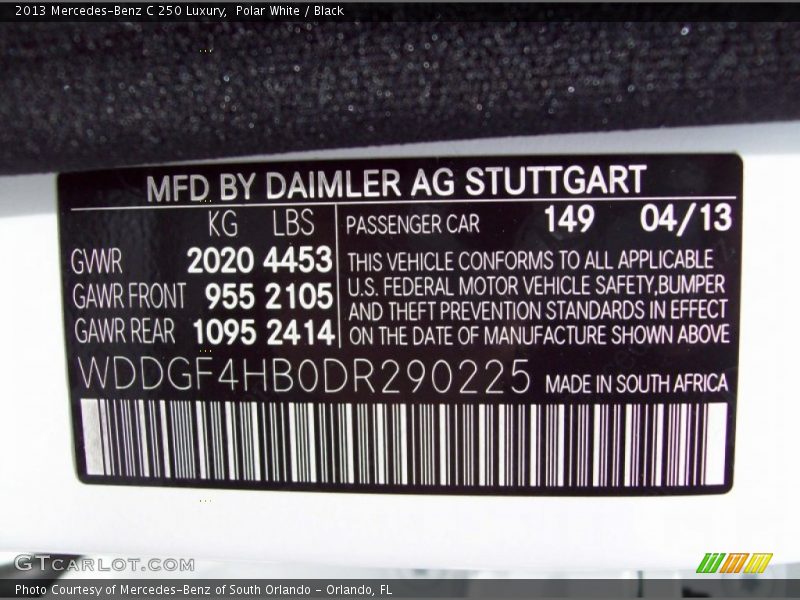 2013 Mercedes-Benz C 250 Luxury,  Polar White / Black
MFD BY DAIMLER AG STUTTGART
KG LBS PASSENGER CAR 149 04/13
GVWR 2020 4453
GAWR FRONT 955 2105
GAWR REAR 1095 2414
THIS VEHICLE CONFORMS TO ALL APPLICABLE
U.S. FEDERAL MOTOR VEHICLE SAFETY,BUMPER
AND THEFT PREVENTION STANDARDS IN EFFECT
ON THE DATE OF MANUFACTURE SHOWN ABOVE
WDDGF4HB0DR290225 MADE IN SOUTH AFRICA
GTcarlot.com
Photo Courtesy of Mercedes-Benz of South Orlando - Orlando, FL